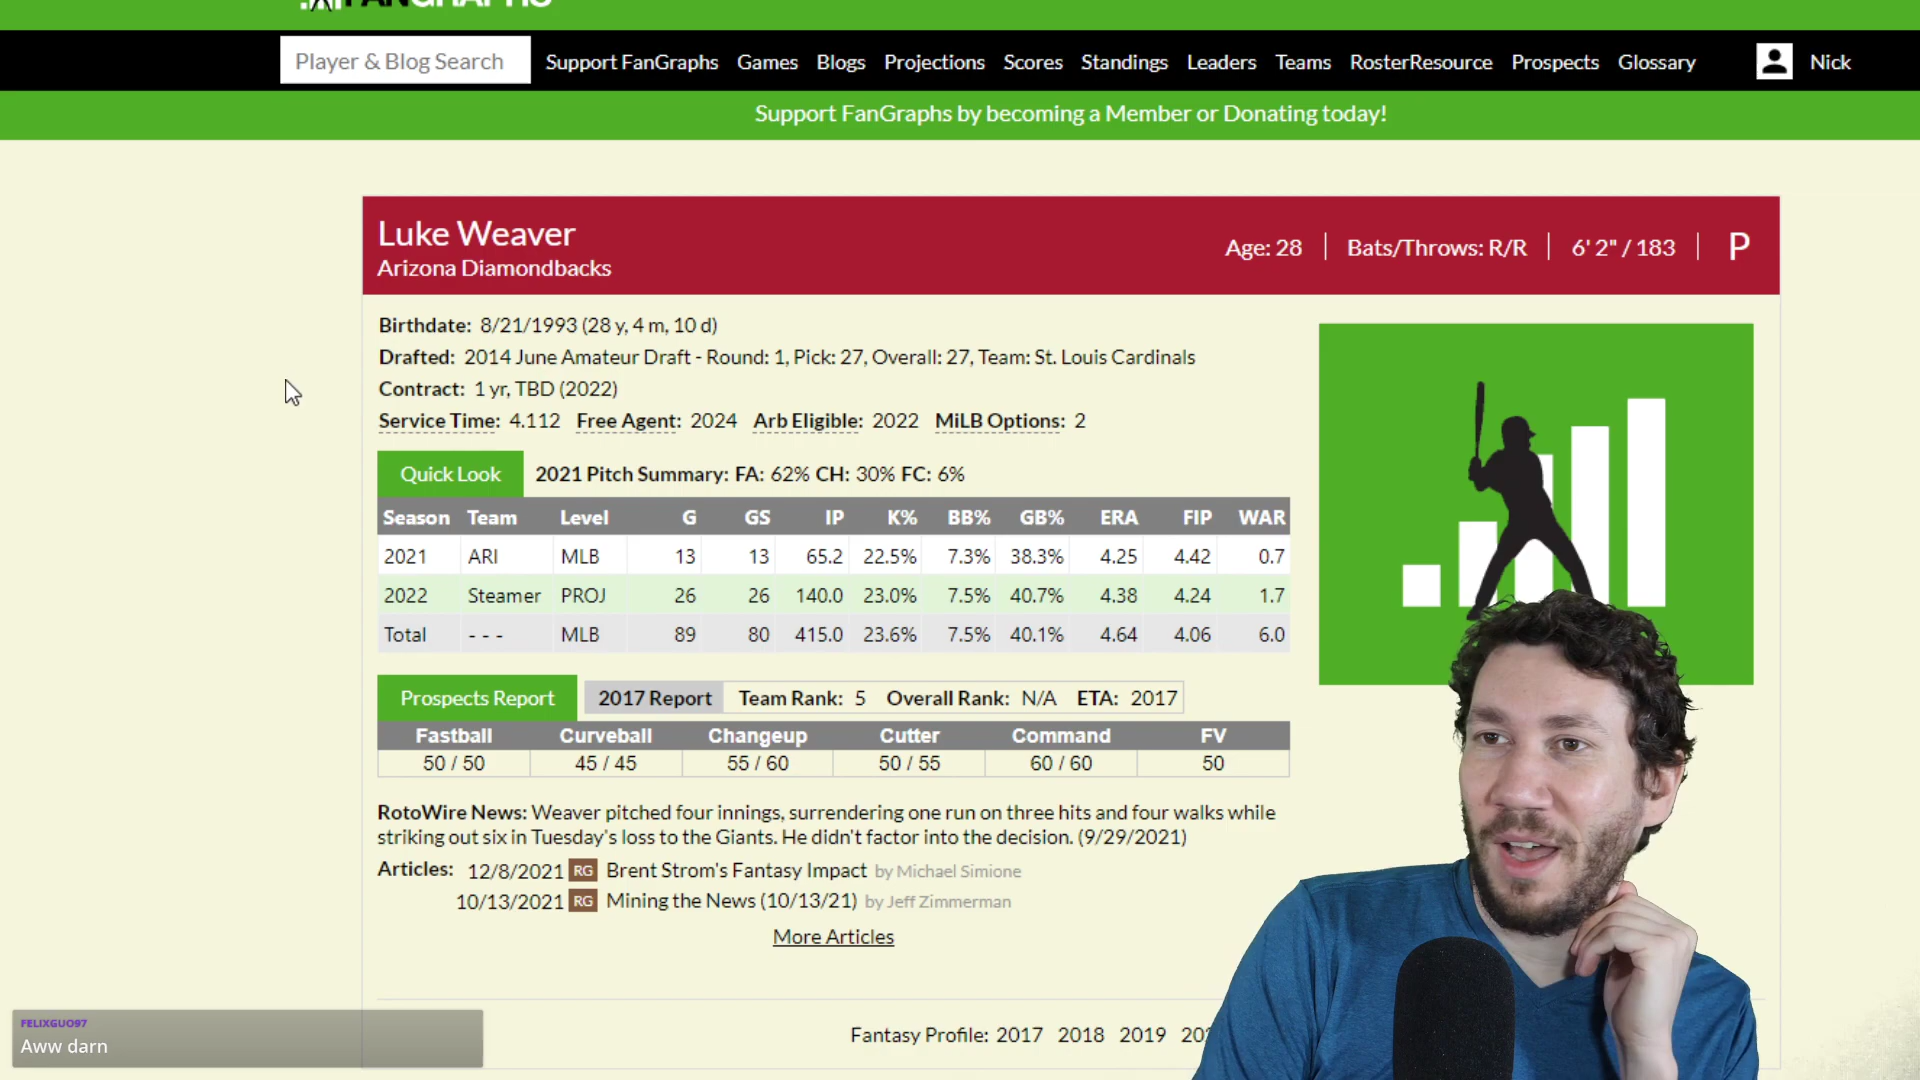 FANGRAPHS
Player & Blog Search Support FanGraphs Games Blogs Projections Scores Standings Leaders Teams RosterResource Prospects Glossary Nick
Support FanGraphs by becoming a Member or Donating today!
Luke Weaver
Arizona Diamondbacks
Age: 28 Bats/Throws: R/R 6' 2" / 183 P
Birthdate: 8/21/1993 (28 y, 4 m, 10 d)
Drafted: 2014 June Amateur Draft - Round: 1, Pick: 27, Overall: 27, Team: St. Louis Cardinals
Contract: 1 yr, TBD (2022)
Service Time: 4.112 Free Agent: 2024 Arb Eligible: 2022 MiLB Options: 2
Quick Look 2021 Pitch Summary: FA: 62% CH: 30% FC: 6%
Season Team Level G GS IP K% BB% GB% ERA FIP WAR
2021 ARI MLB 13 13 65.2 22.5% 7.3% 38.3% 4.25 4.42 0.7
2022 Steamer PROJ 26 26 140.0 23.0% 7.5% 40.7% 4.38 4.24 1.7
Total - - - MLB 89 80 415.0 23.6% 7.5% 40.1% 4.64 4.06 6.0
Prospects Report 2017 Report Team Rank: 5 Overall Rank: N/A ETA: 2017
Fastball Curveball Changeup Cutter Command FV
50 / 50 45 / 45 55 / 60 50 / 55 60 / 60 50
RotoWire News: Weaver pitched four innings, surrendering one run on three hits and four walks while
striking out six in Tuesday's loss to the Giants. He didn't factor into the decision. (9/29/2021)
Articles: 12/8/2021 RG Brent Strom's Fantasy Impact by Michael Simione
10/13/2021 RG Mining the News (10/13/21) by Jeff Zimmerman
More Articles
Fantasy Profile: 2017 2018 2019
FELIXGUO97
Aww darn